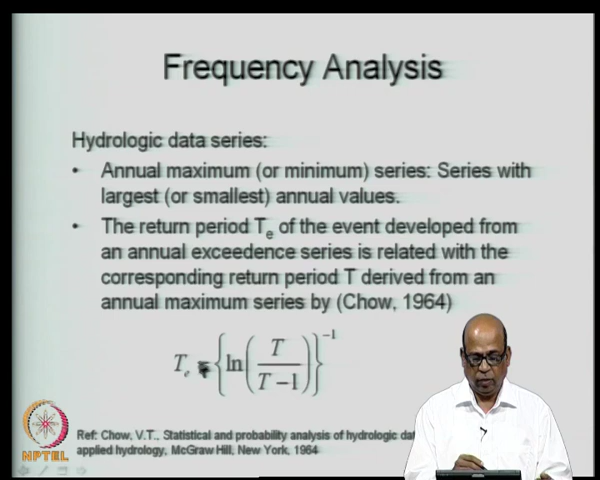 Frequency Analysis
Hydrologic data series:
• Annual maximum (or minimum) series: Series with
largest (or smallest) annual values.
• The return period Te of the event developed from
an annual exceedence series is related with the
corresponding return period T derived from an
annual maximum series by (Chow, 1964)
Te = {ln(T/(T−1))}^−1
Ref: Chow, V.T., Statistical and probability analysis of hydrologic
applied hydrology, McGraw Hill, New York, 1964
NPTEL